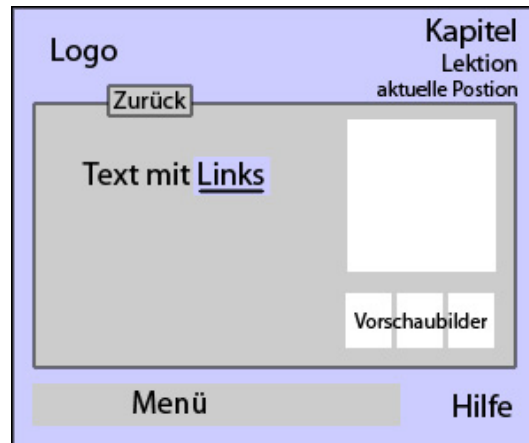 Logo
Kapitel
Lektion
aktuelle Postion
Zurück
Text mit Links
Vorschaubilder
Menü
Hilfe